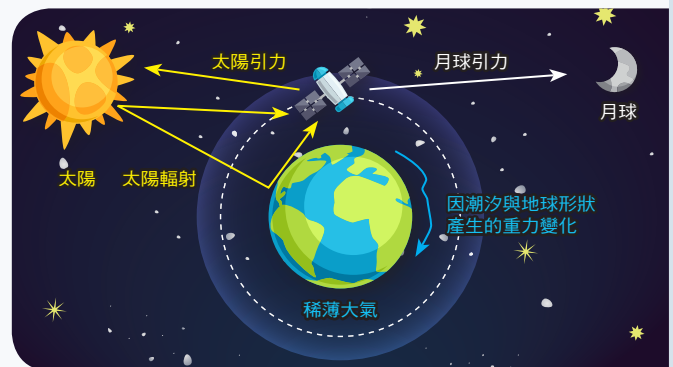 太陽引力
月球引力
月球
太陽
太陽輻射
因潮汐與地球形狀
產生的重力變化
稀薄大氣